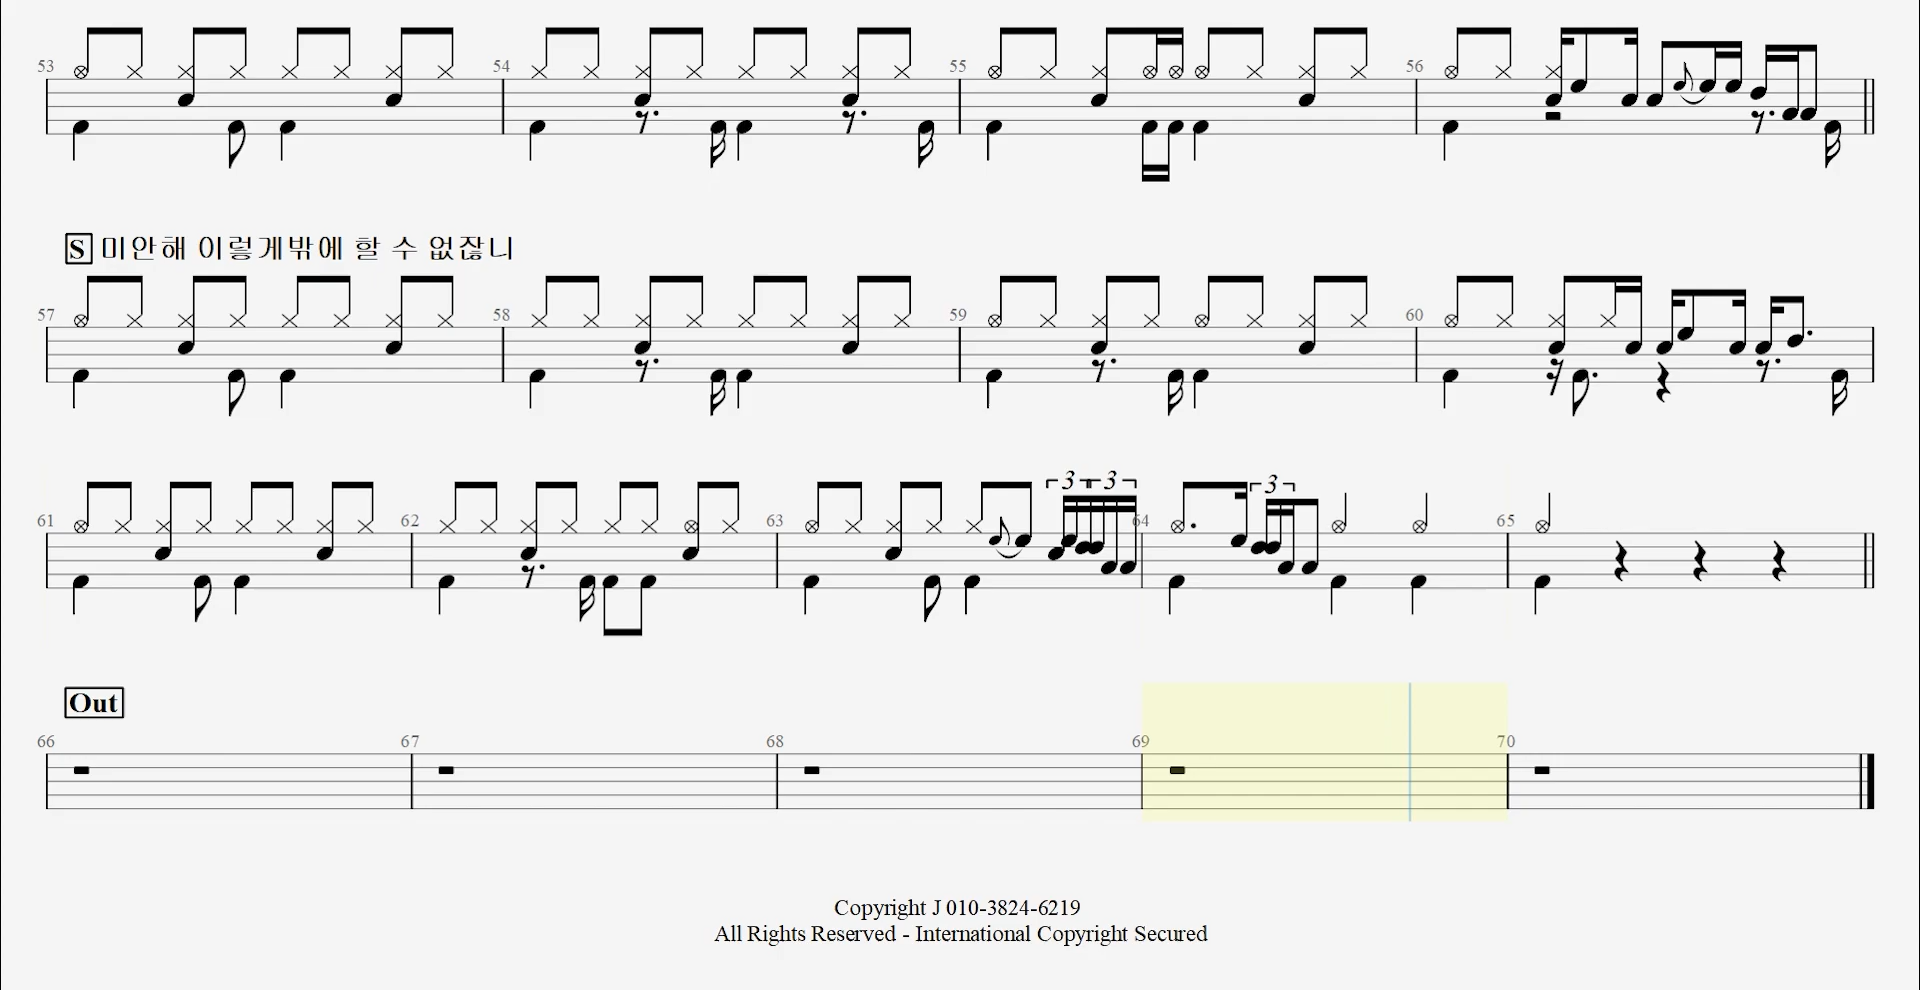 53 54 55 56
S 미안해 이렇게밖에 할 수 없잖니
57 58 59 60
3 3 3
61 62 63 64 65
Out
66 67 68 69 70
Copyright J 010-3824-6219
All Rights Reserved - International Copyright Secured